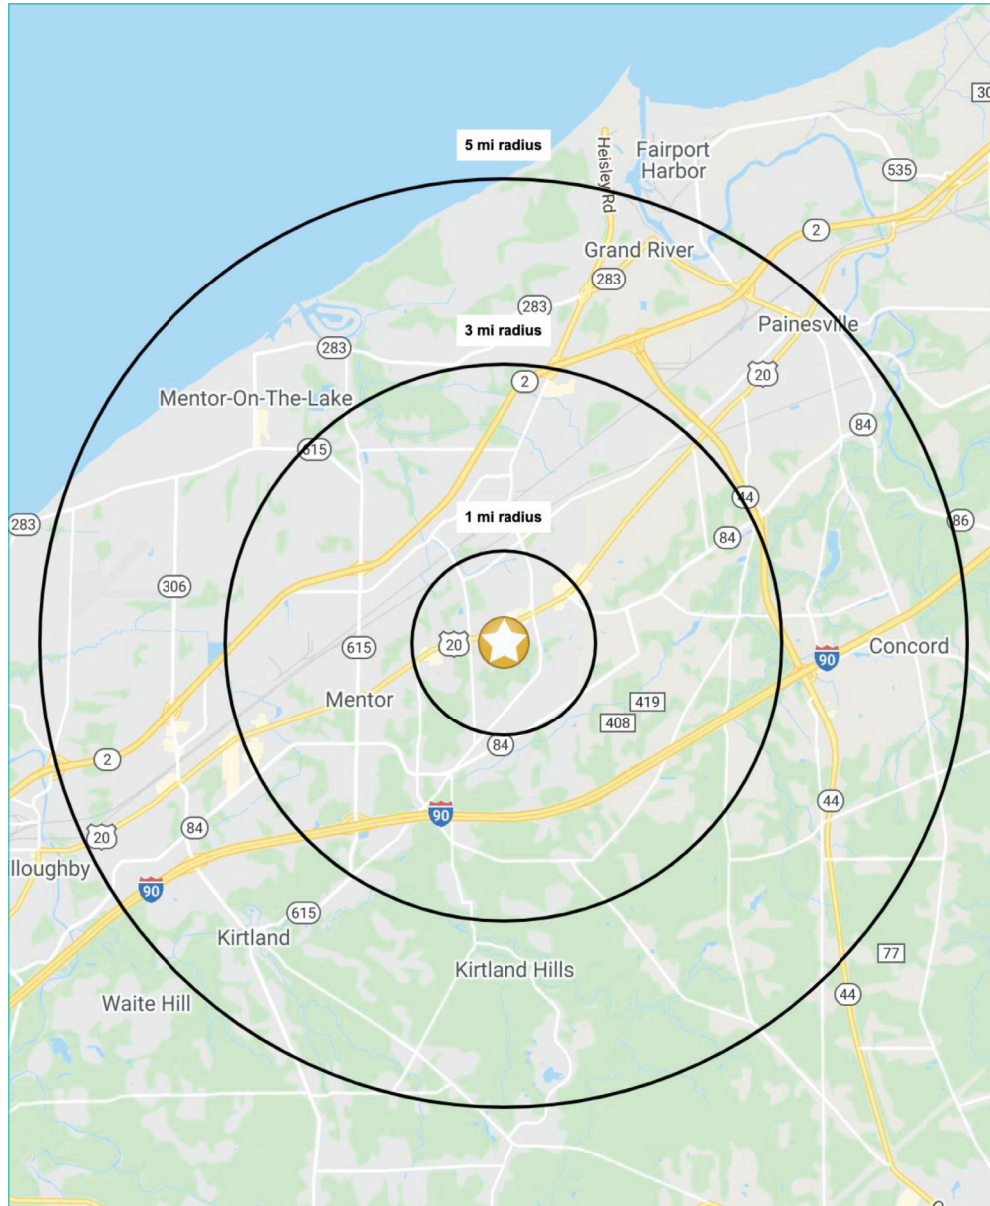 30
5 mi radius
Heisley Rd
Fairport
Harbor
535
2
Grand River
283
283
3 mi radius
Painesville
283
2
20
Mentor-On-The-Lake
84
615
44
1 mi radius
86
283
84
306
20
615
90
Concord
Mentor
419
408
84
2
44
90
20
84
illoughby
90
615
Kirtland
77
Kirtland Hills
44
Waite Hill